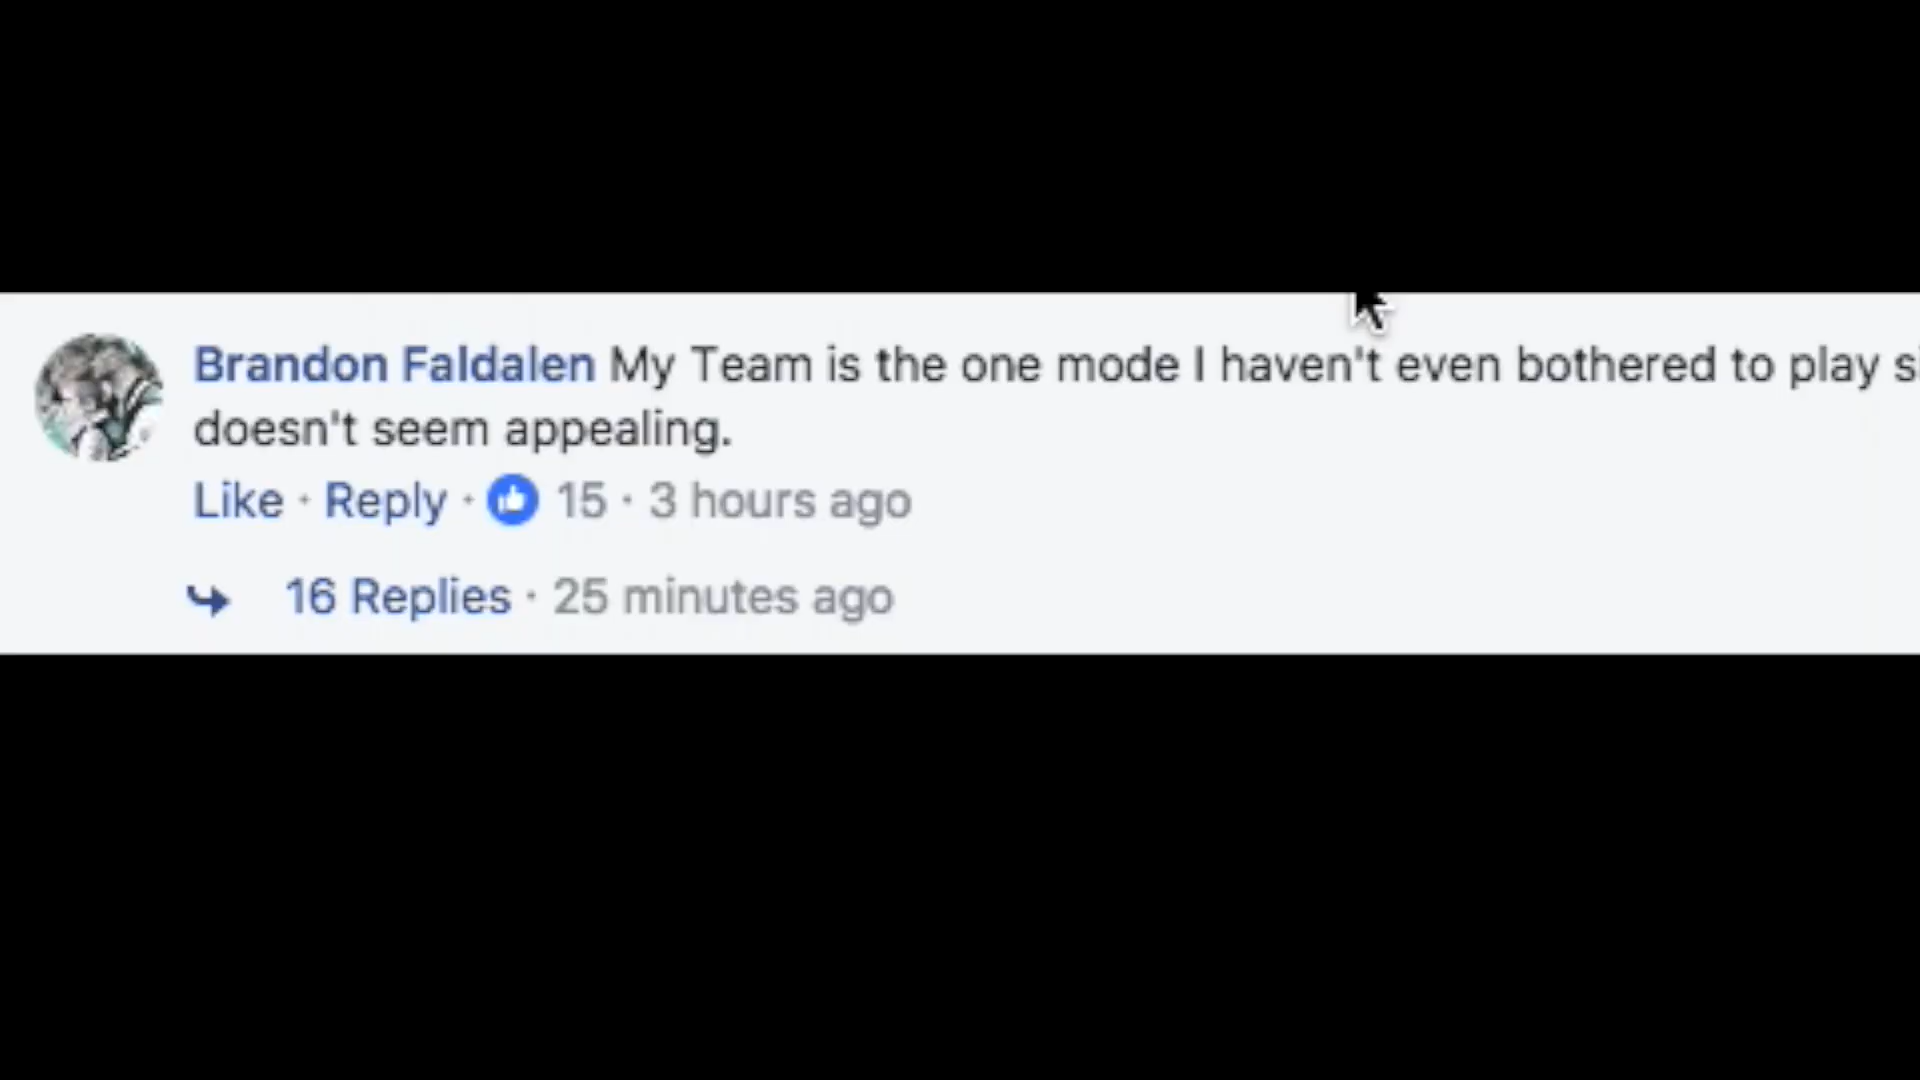 Brandon Faldalen My Team is the one mode I haven't even bothered to play
doesn't seem appealing.
Like · Reply · 15 · 3 hours ago
16 Replies · 25 minutes ago